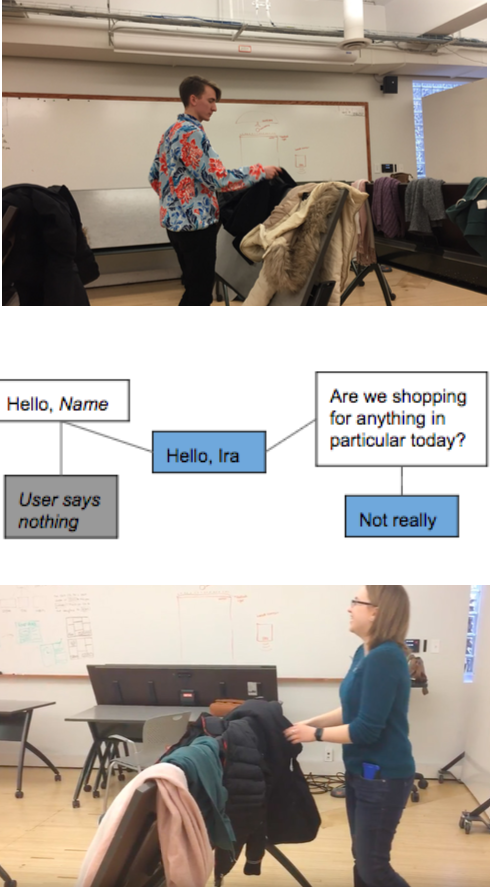 Hello, Name
Hello, Ira
User says
nothing
Are we shopping
for anything in
particular today?
Not really